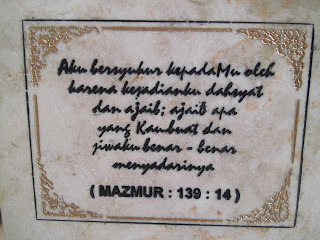 Aku bersyukur kepadaMu oleh
karena kejadianku dahsyat
dan ajaib; ajaib apa
yang Kaubuat dan
jiwaku benar - benar
menyadarinya
( MAZMUR : 139 : 14 )